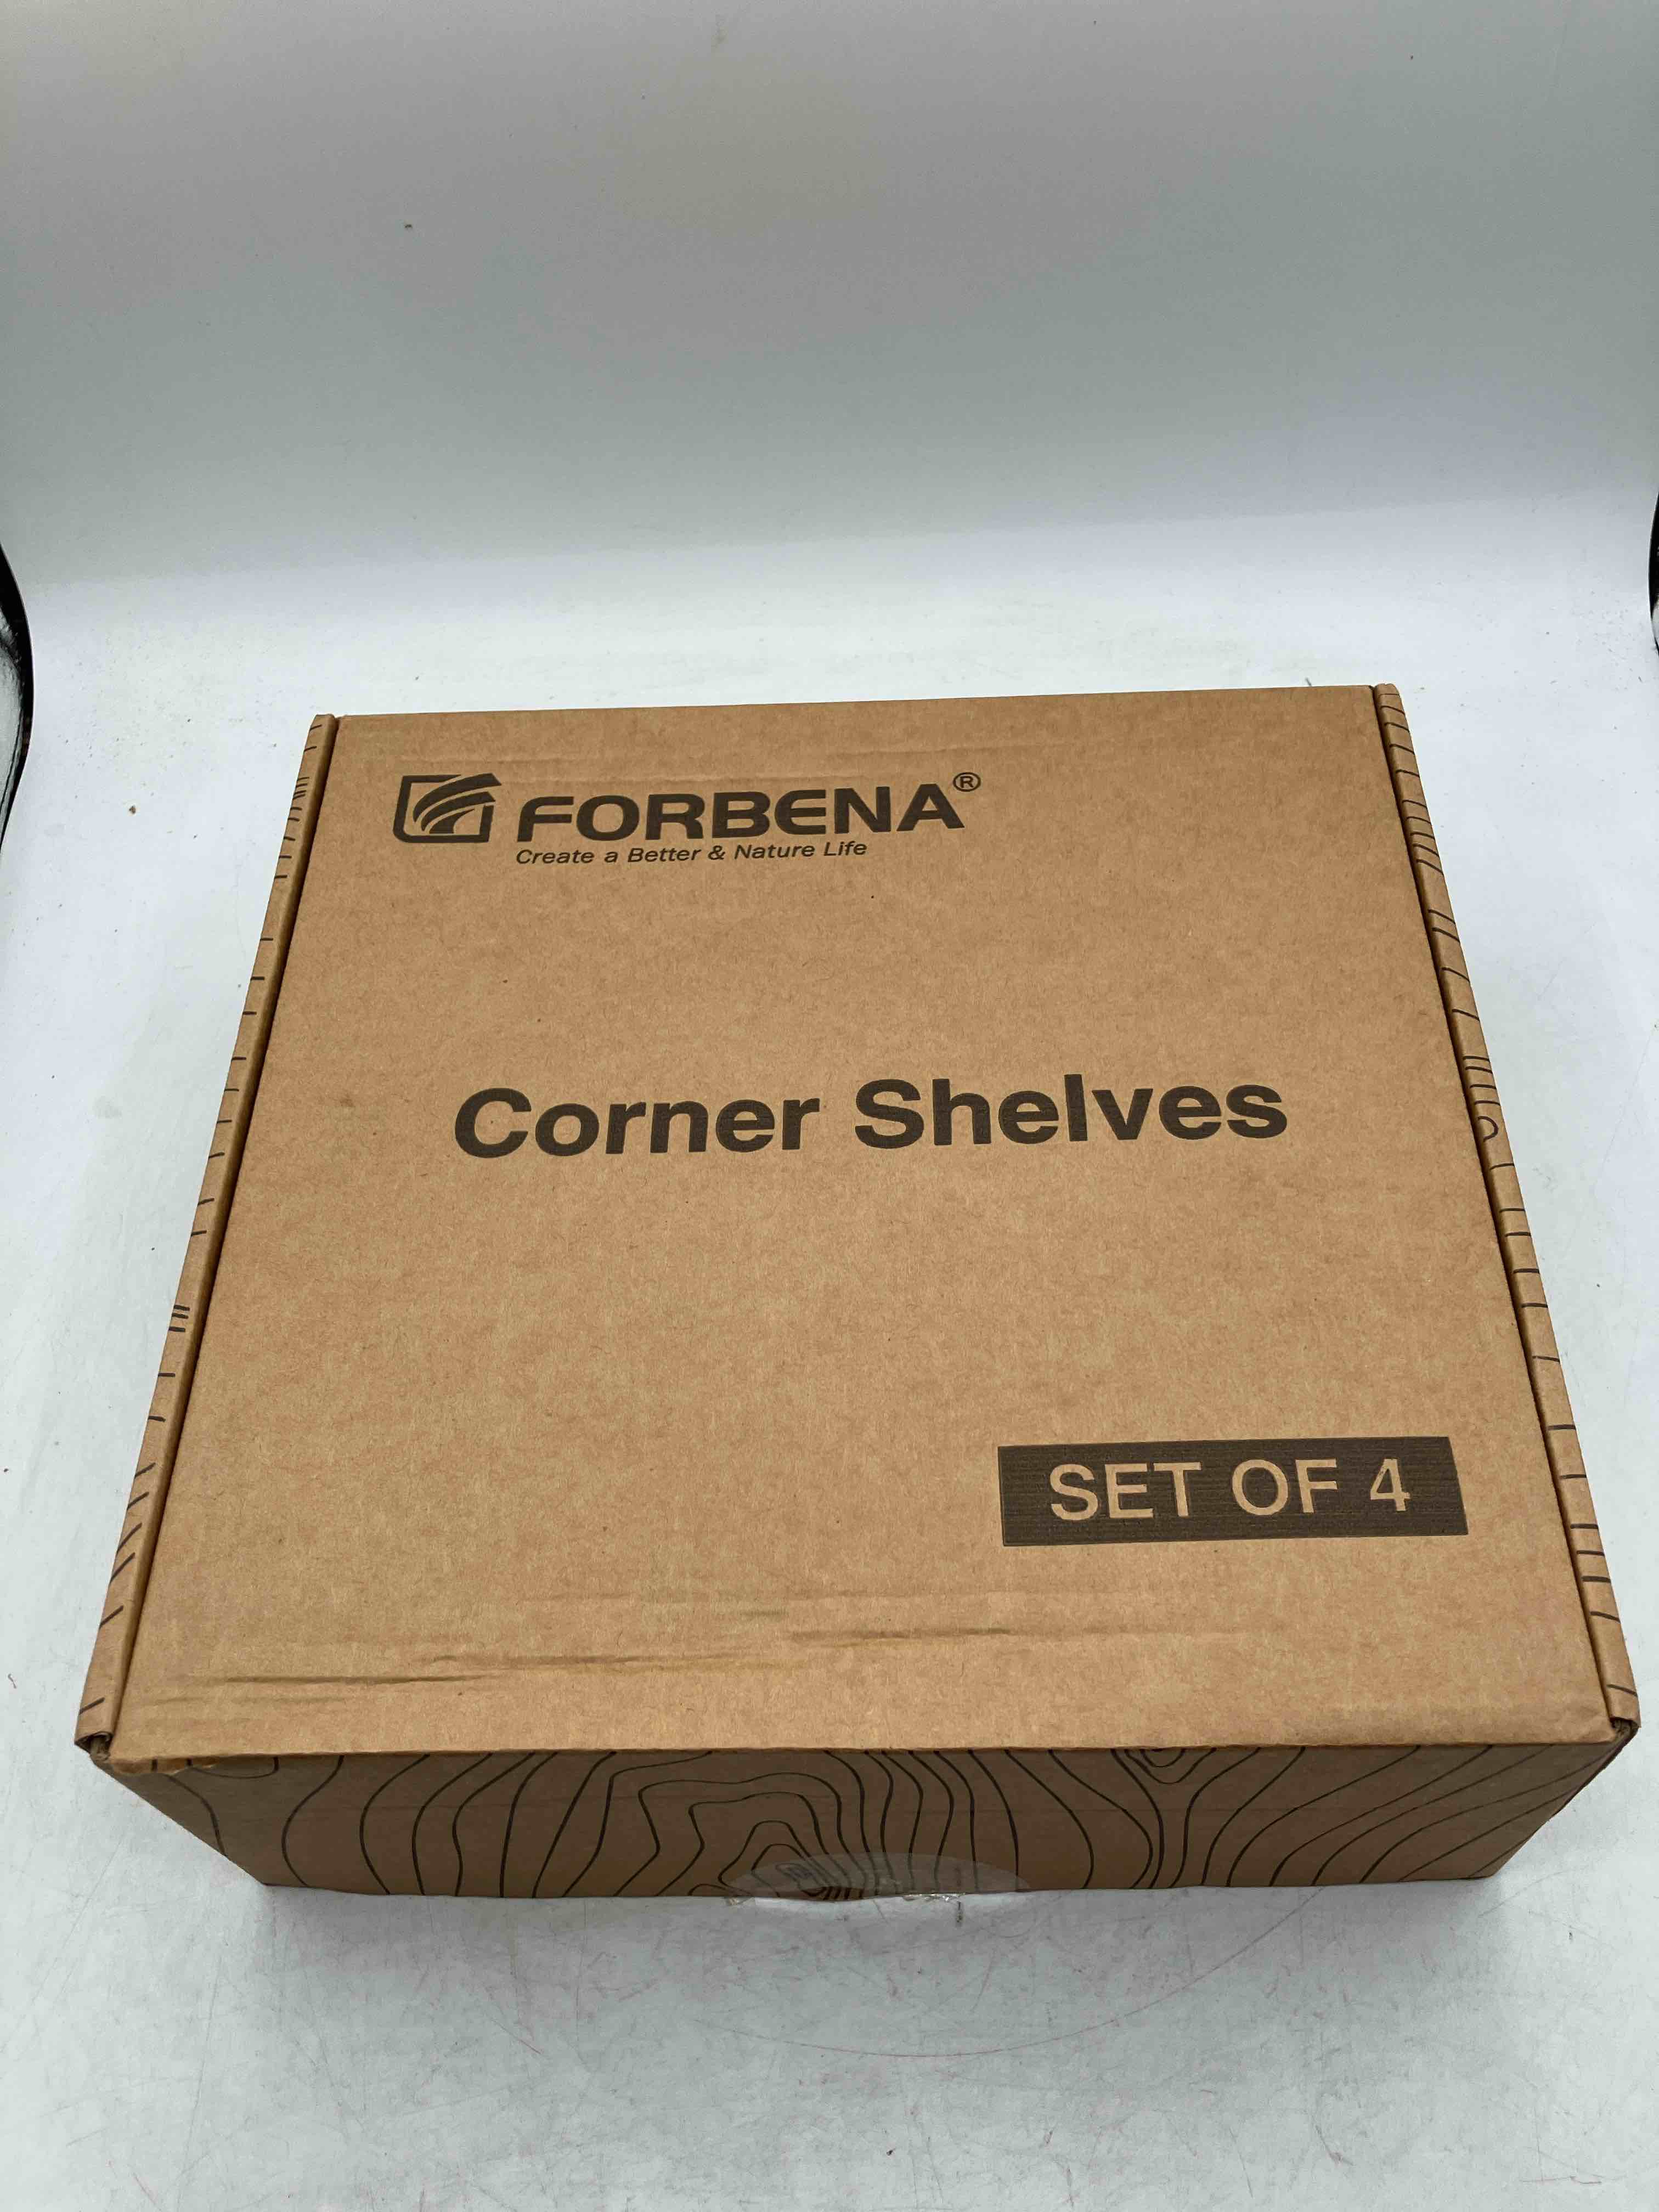 FORBENA®
Create a Better & Nature Life
Corner Shelves
SET OF 4